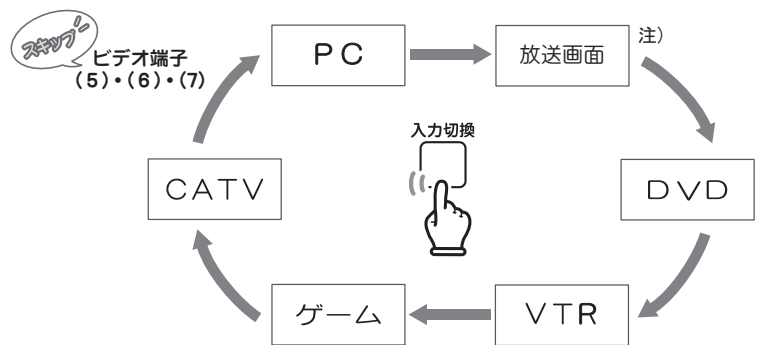 スキップ
ビデオ端子
(5)・(6)・(7)
PC
放送画面
注）
入力切換
CATV
DVD
ゲーム
VTR